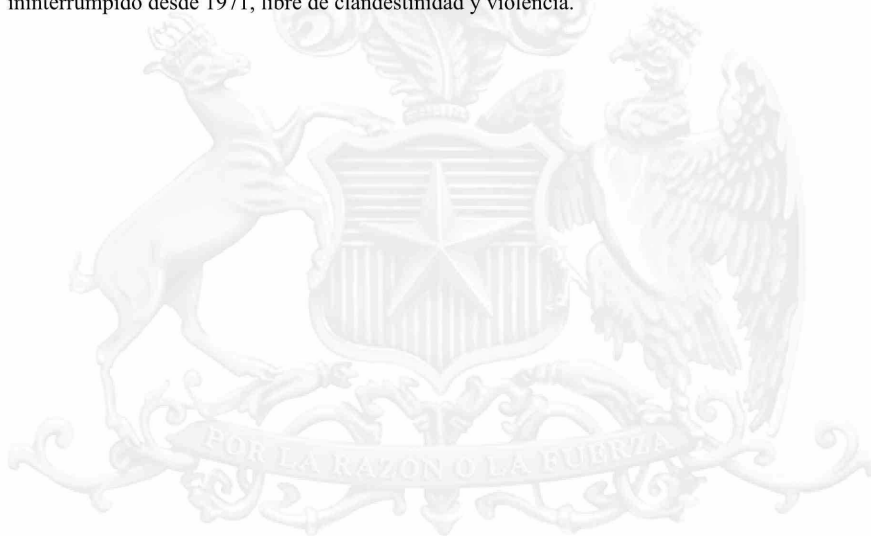 ininterrumpido desde 1971, libre de clandestinidad y violencia.
POR LA RAZON O LA FUERZA